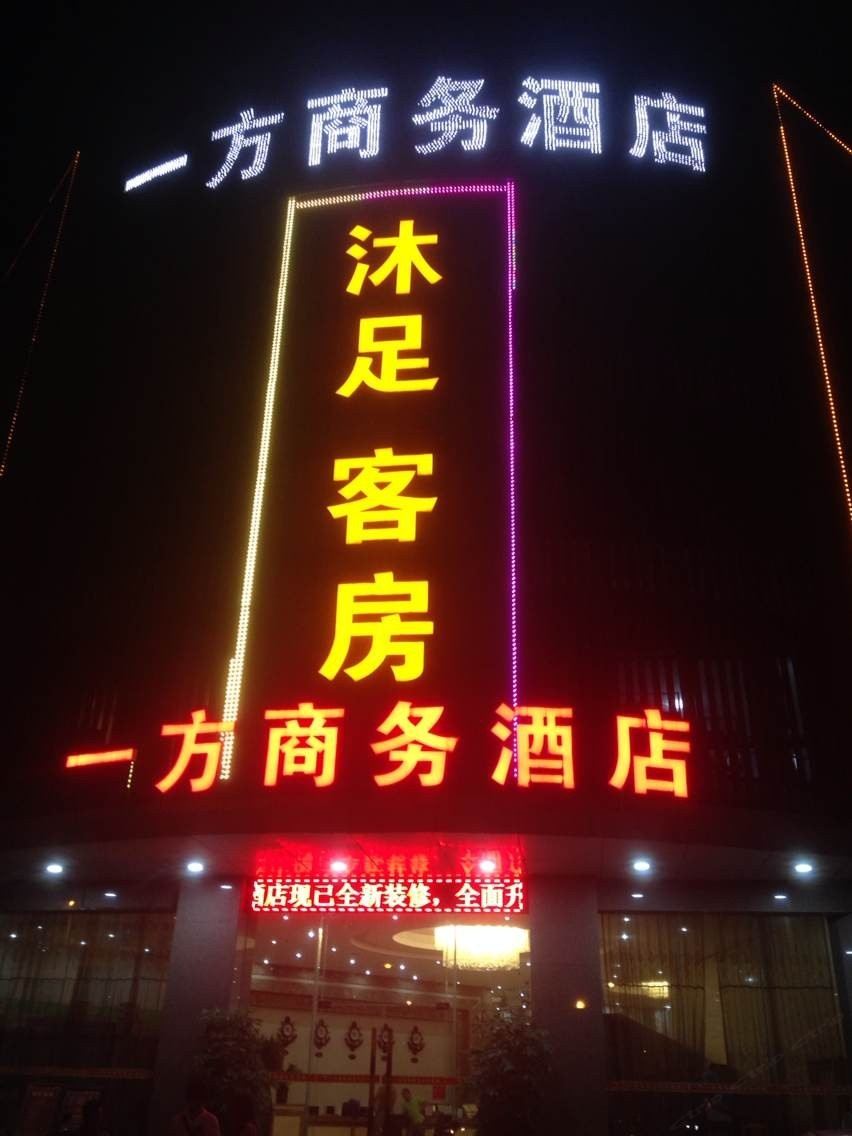 一方商务酒店
沐足 客房
一方商务酒店
酒店现已全新装修，全面升